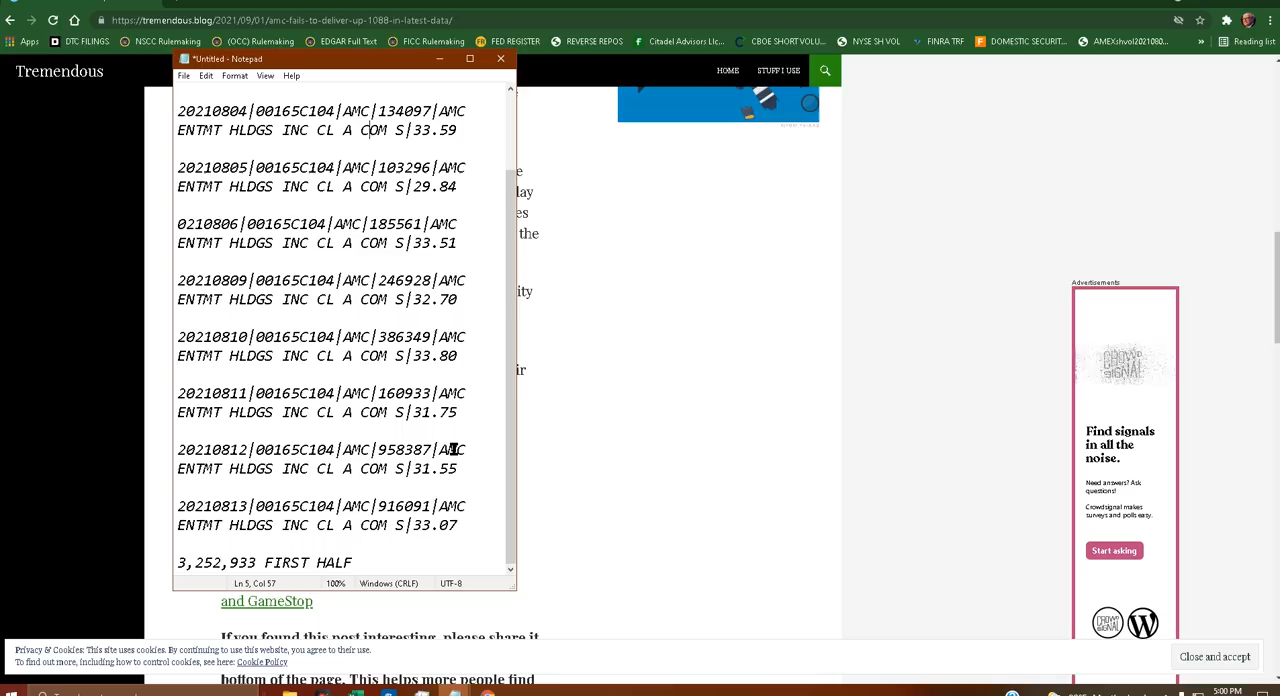 https://tremendous.blog/2021/09/01/amc-fails-to-deliver-up-1088-in-latest-data/
Apps DTC FILINGS NSCC Rulemaking (OCC) Rulemaking EDGAR Full Text FICC Rulemaking FED REGISTER REVERSE REPOS Citadel Advisors Llc... CBOE SHORT VOLU... NYSE SH VOL FINRA TRF DOMESTIC SECURIT... AMEXshvol202108... » Reading list
*Untitled - Notepad
Tremendous
HOME STUFF I USE
File Edit Format View Help
20210804|00165C104|AMC|134097|AMC
ENTMT HLDGS INC CL A COM S|33.59
20210805|00165C104|AMC|103296|AMC
ENTMT HLDGS INC CL A COM S|29.84
0210806|00165C104|AMC|185561|AMC
ENTMT HLDGS INC CL A COM S|33.51
20210809|00165C104|AMC|246928|AMC
ENTMT HLDGS INC CL A COM S|32.70
20210810|00165C104|AMC|386349|AMC
ENTMT HLDGS INC CL A COM S|33.80
20210811|00165C104|AMC|160933|AMC
ENTMT HLDGS INC CL A COM S|31.75
20210812|00165C104|AMC|958387|AMC
ENTMT HLDGS INC CL A COM S|31.55
20210813|00165C104|AMC|916091|AMC
ENTMT HLDGS INC CL A COM S|33.07
3,252,933 FIRST HALF
Ln 5, Col 57 100% Windows (CRLF) UTF-8
e
lay
es
the
ity
ir
and GameStop
If you found this post interesting, please share it
bottom of the page. This helps more people find
Advertisements
CROWD SIGNAL
Find signals
in all the
noise.
Need answers? Ask
questions!
Crowdsignal makes
surveys and polls easy.
Start asking
Privacy & Cookies: This site uses cookies. By continuing to use this website, you agree to their use.
To find out more, including how to control cookies, see here: Cookie Policy
Close and accept
5:00 PM